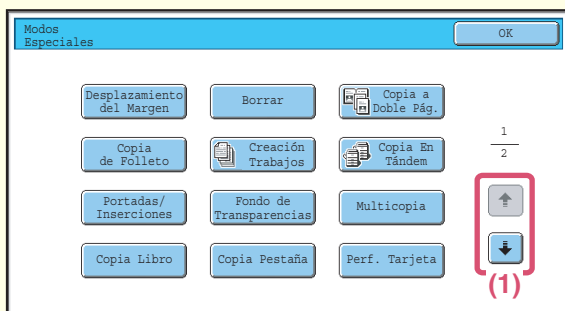 Modos
Especiales
OK
Desplazamiento
del Margen
Borrar
Copia a
Doble Pág.
Copia
de Folleto
Creación
Trabajos
Copia En
Tándem
1
2
Portadas/
Inserciones
Fondo de
Transparencias
Multicopia
Copia Libro
Copia Pestaña
Perf. Tarjeta
(1)